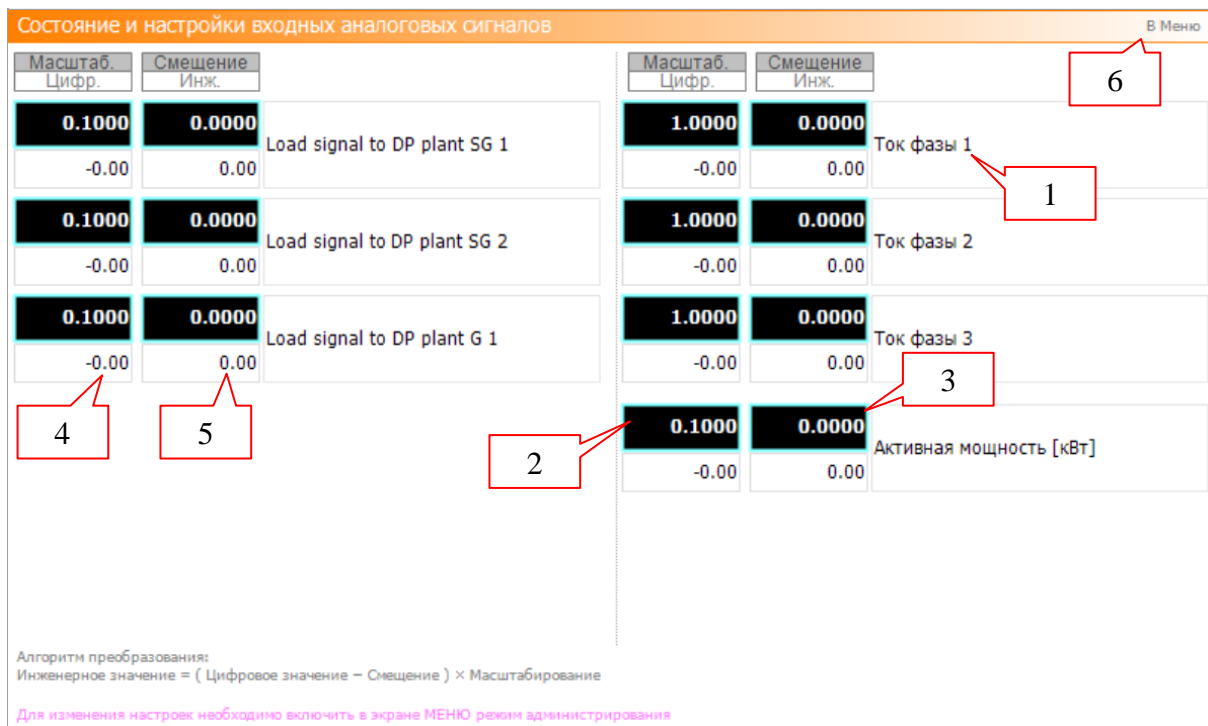 Состояние и настройки входных аналоговых сигналов
В Меню
6
Масштаб. Смещение
Цифр. Инж.
0.1000 0.0000
Load signal to DP plant SG 1
-0.00 0.00
0.1000 0.0000
Load signal to DP plant SG 2
-0.00 0.00
0.1000 0.0000
Load signal to DP plant G 1
-0.00 0.00
4
5
Масштаб. Смещение
Цифр. Инж.
1.0000 0.0000
Ток фазы 1
-0.00 0.00
1
1.0000 0.0000
Ток фазы 2
-0.00 0.00
1.0000 0.0000
Ток фазы 3
-0.00 0.00
3
0.1000 0.0000
Активная мощность [кВт]
2
-0.00 0.00
Алгоритм преобразования:
Инженерное значение = ( Цифровое значение − Смещение ) × Масштабирование
Для изменения настроек необходимо включить в экране МЕНЮ режим администрирования